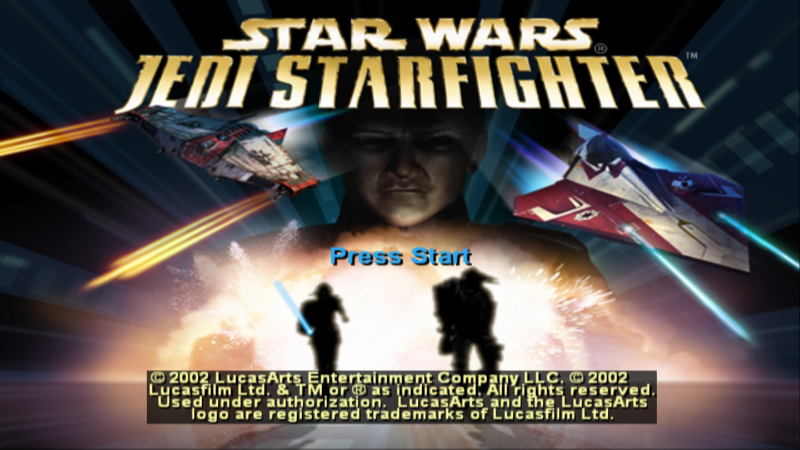 STAR WARS®
JEDI STARFIGHTER™
Press Start
© 2002 LucasArts Entertainment Company LLC. © 2002
Lucasfilm Ltd. & TM or ® as indicated. All rights reserved.
Used under authorization. LucasArts and the LucasArts
logo are registered trademarks of Lucasfilm Ltd.